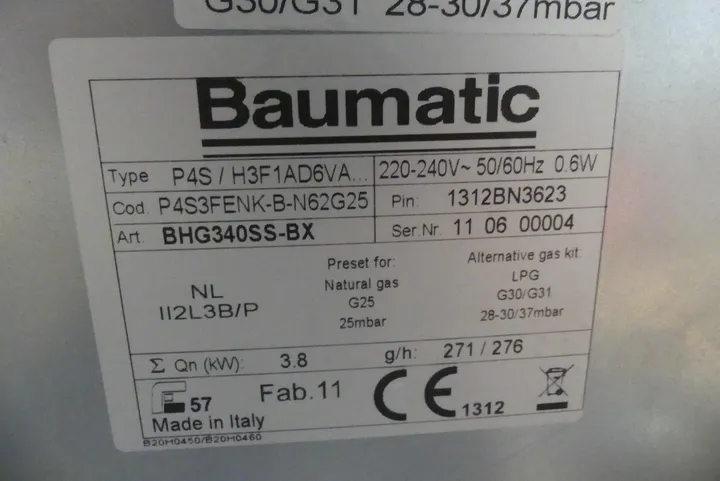 G30/G31 28-30/37mbar
Baumatic
Type P4S / H3F1AD6VA... 220-240V~ 50/60Hz 0.6W
Cod. P4S3FENK-B-N62G25 Pin: 1312BN3623
Art. BHG340SS-BX Ser.Nr. 11 06 00004
NL
II2L3B/P
Preset for:
Natural gas
G25
25mbar
Alternative gas kit:
LPG
G30/G31
28-30/37mbar
Σ Qn (kW): 3.8 g/h: 271 / 276
57 Fab.11 CE 1312
Made in Italy
B20H0450/B20H0460